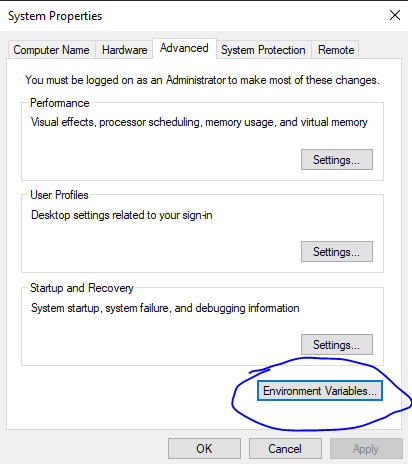 System Properties
Computer Name Hardware Advanced System Protection Remote
You must be logged on as an Administrator to make most of these changes.
Performance
Visual effects, processor scheduling, memory usage, and virtual memory
Settings...
User Profiles
Desktop settings related to your sign-in
Settings...
Startup and Recovery
System startup, system failure, and debugging information
Settings...
Environment Variables...
OK Cancel Apply